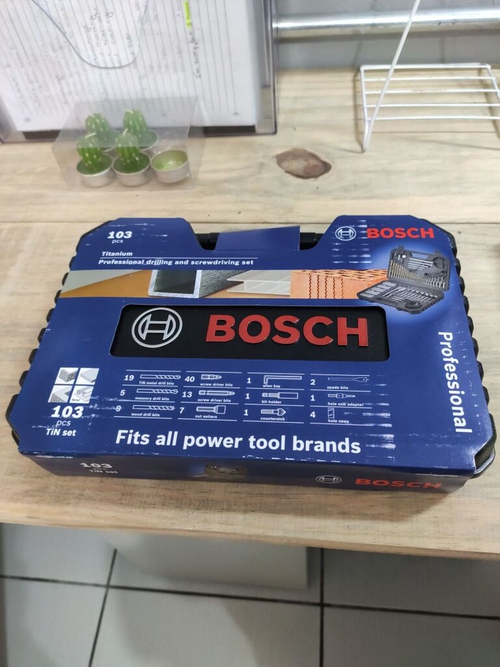 103
pcs
BOSCH
Titanium
Professional drilling and screwdriving set
BOSCH
Professional
19 TiN metal drill bits
40 screw driver bits
1 allen key
2 spade bits
5 masonry drill bits
13 screw driver bits
1 bit holder
1 hole saw adapter
9 wood drill bits
7 nut setters
1 countersink
4 hole saws
103
pcs
TiN set
Fits all power tool brands
103
pcs
TiN set
BOSCH